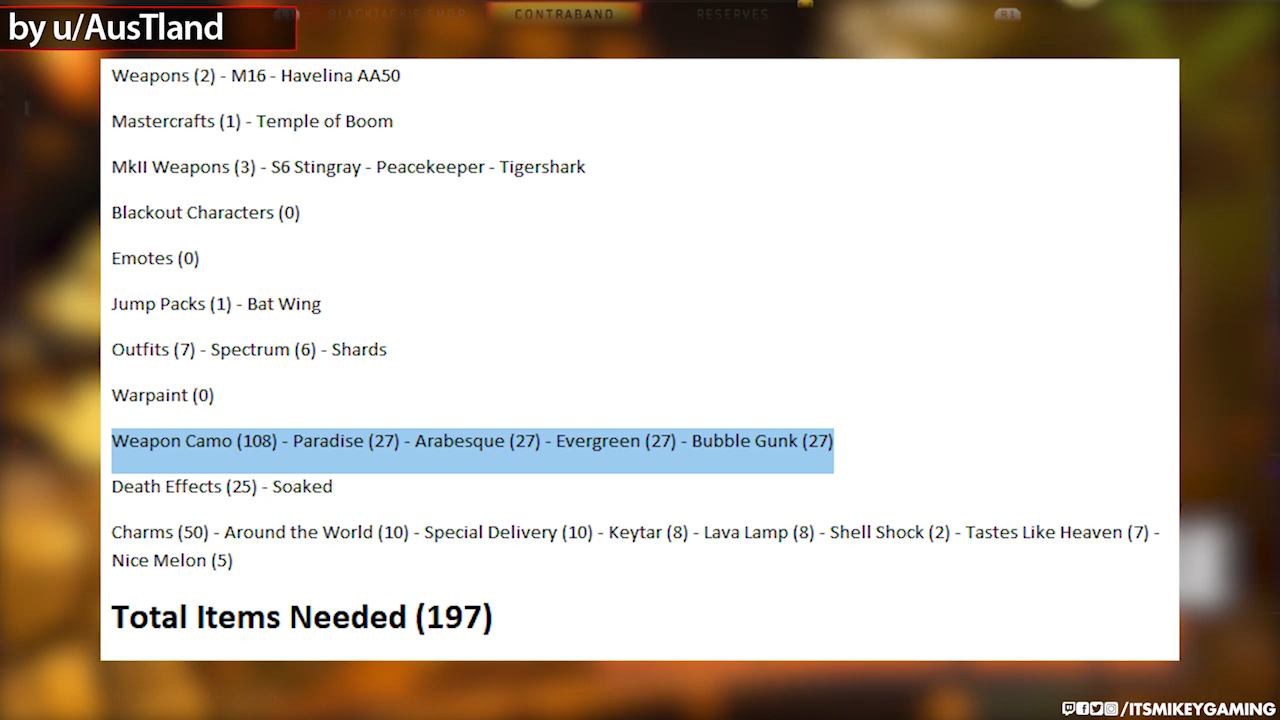 BLACKJACK'S SHOP CONTRABAND RESERVES R1
by u/AusTland
Weapons (2) - M16 - Havelina AA50
Mastercrafts (1) - Temple of Boom
MkII Weapons (3) - S6 Stingray - Peacekeeper - Tigershark
Blackout Characters (0)
Emotes (0)
Jump Packs (1) - Bat Wing
Outfits (7) - Spectrum (6) - Shards
Warpaint (0)
Weapon Camo (108) - Paradise (27) - Arabesque (27) - Evergreen (27) - Bubble Gunk (27)
Death Effects (25) - Soaked
Charms (50) - Around the World (10) - Special Delivery (10) - Keytar (8) - Lava Lamp (8) - Shell Shock (2) - Tastes Like Heaven (7) -
Nice Melon (5)
Total Items Needed (197)
/ITSMIKEYGAMING